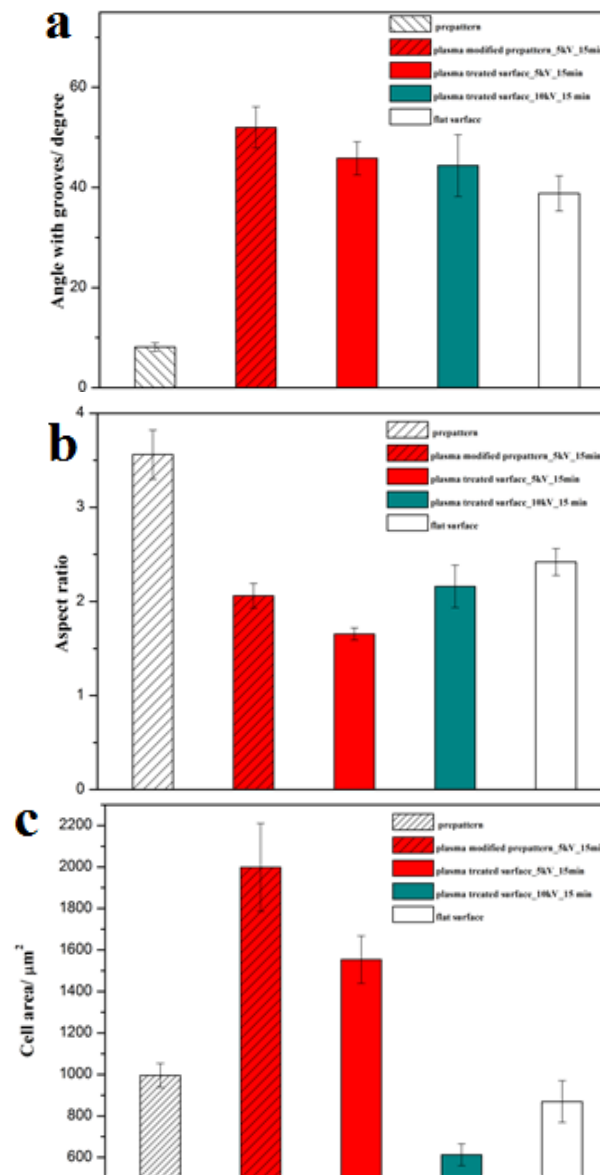 a
prepattern
plasma modified prepattern_5kV_15min
plasma treated surface_5kV_15min
plasma treated surface_10kV_15 min
flat surface
Angle with grooves/ degree
60
40
20
0
b
prepattern
plasma modified prepattern_5kV_15min
plasma treated surface_5kV_15min
plasma treated surface_10kV_15 min
flat surface
Aspect ratio
4
3
2
1
0
c
prepattern
plasma modified prepattern_5kV_15min
plasma treated surface_5kV_15min
plasma treated surface_10kV_15 min
flat surface
Cell area/ μm²
2200
2000
1800
1600
1400
1200
1000
800
600